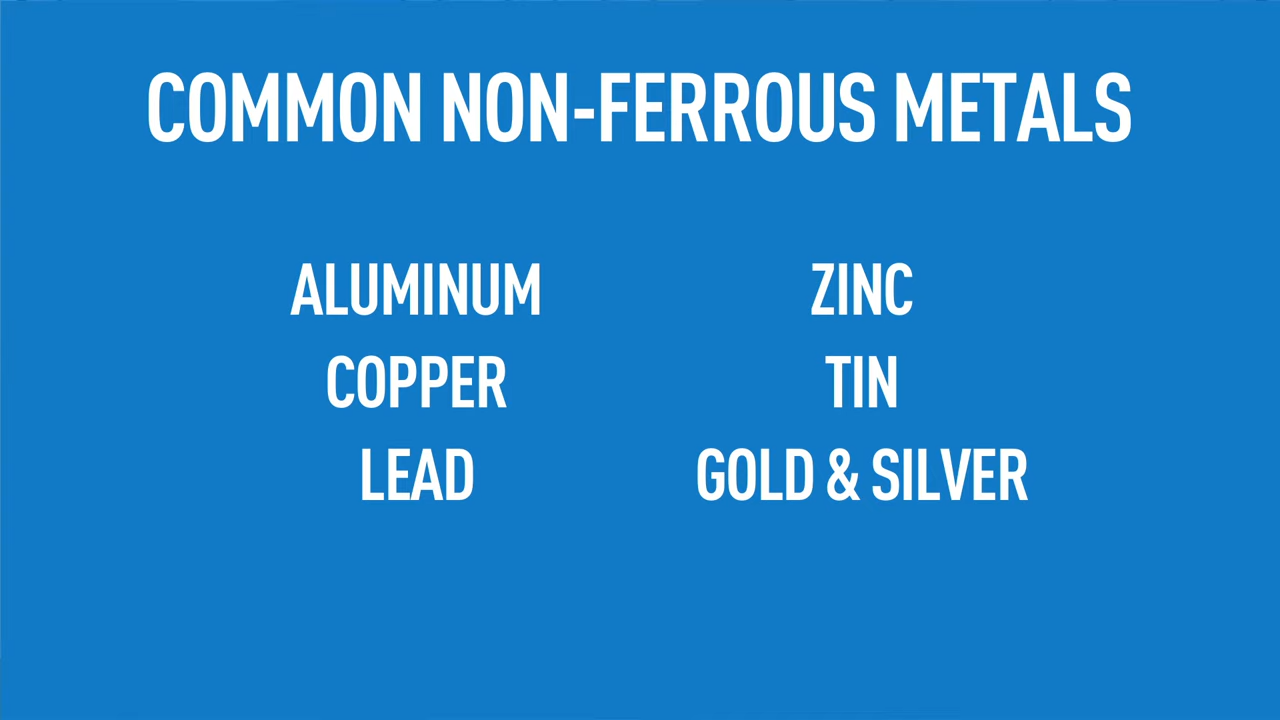 COMMON NON-FERROUS METALS
ALUMINUM
COPPER
LEAD
ZINC
TIN
GOLD & SILVER